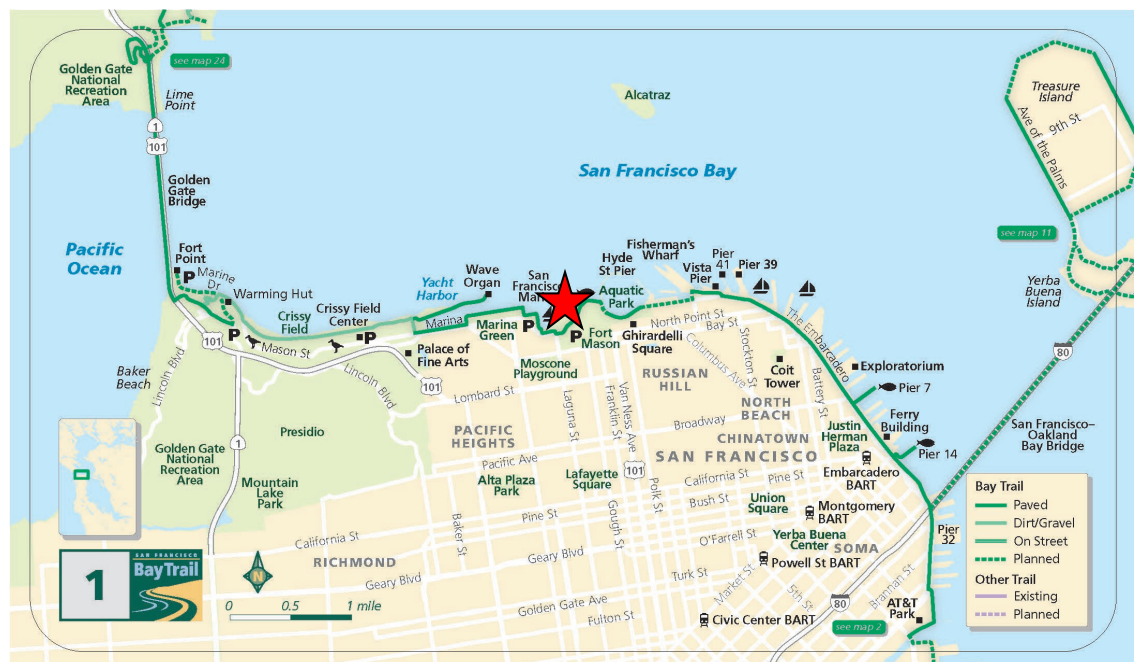 see map 24
Golden Gate
National
Recreation
Area
Lime
Point
1
101
Golden
Gate
Bridge
Alcatraz
San Francisco Bay
Treasure
Island
9th St
Ave of the Palms
see map 11
Yerba
Buena
Island
Pacific
Ocean
Fort
Point
P
Marine
Dr
Warming Hut
Crissy
Field
Crissy Field
Center
P
P
Mason St
101
Yacht
Harbor
Wave
Organ
San
Francisco
Marina
Marina
Green
P
P
Fort
Mason
Hyde
St Pier
Aquatic
Park
Fisherman's
Wharf
Vista
Pier
Pier
41
Pier 39
Ghirardelli
Square
North Point St
Bay St
Columbus Ave
Stockton St
The Embarcadero
Battery St
Coit
Tower
Exploratorium
Pier 7
Ferry
Building
Pier 14
Justin
Herman
Plaza
Embarcadero
BART
San Francisco–
Oakland
Bay Bridge
80
Palace of
Fine Arts
101
Lincoln Blvd
Lincoln Blvd
Baker
Beach
Moscone
Playground
Lombard St
RUSSIAN
HILL
NORTH
BEACH
Laguna St
Franklin St
Van Ness Ave
Broadway
PACIFIC
HEIGHTS
CHINATOWN
SAN FRANCISCO
1
Presidio
Golden Gate
National
Recreation
Area
Mountain
Lake
Park
Pacific Ave
Alta Plaza
Park
Lafayette
Square
101
Polk St
California St
Pine St
Bush St
Union
Square
Montgomery
BART
Baker St
Pine St
Gough St
O'Farrell St
Yerba Buena
Center
SOMA
Powell St BART
California St
RICHMOND
Geary Blvd
Geary Blvd
Turk St
Market St
5th St
Brannan St
Golden Gate Ave
Fulton St
Civic Center BART
80
Pier
32
AT&T
Park
see map 2
1
SAN FRANCISCO
BayTrail
N
0 0.5 1 mile
Bay Trail
Paved
Dirt/Gravel
On Street
Planned
Other Trail
Existing
Planned